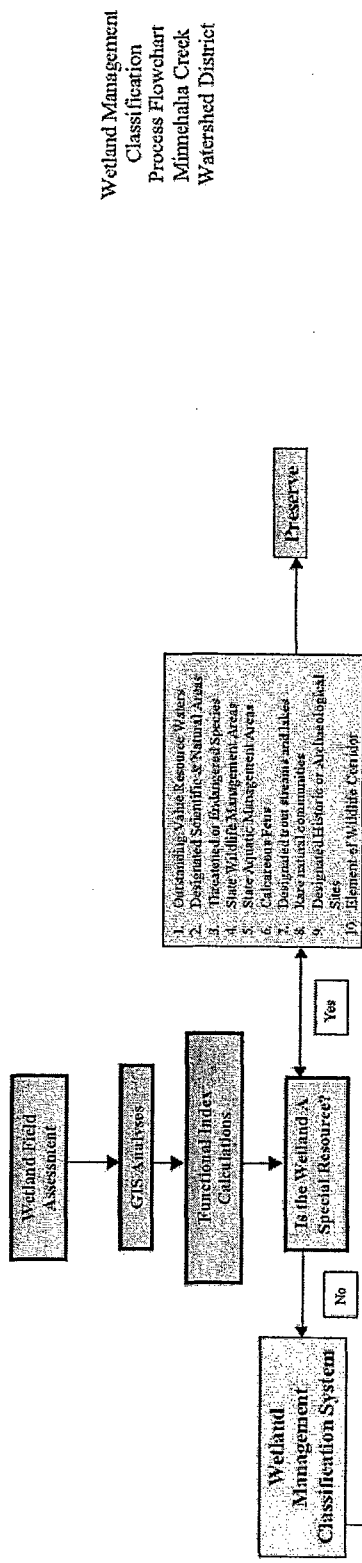 Wetland Management
Classification
Process Flowchart
Minnehaha Creek
Watershed District
Wetland Field
Assessment
GIS Analyses
Functional Index
Calculations
Is the Wetland A
Special Resource?
Yes
1. Outstanding Value Resource Waters
2. Designated Scientific & Natural Areas
3. Threatened or Endangered Species
4. State Wildlife Management Areas
5. State Aquatic Management Areas
6. Calcareous Fens
7. Designated trout streams and lakes
8. Rare natural communities
9. Designated Historic or Archaeological
Sites
10. Element of Wildlife Corridor
Preserve
No
Wetland
Management
Classification System